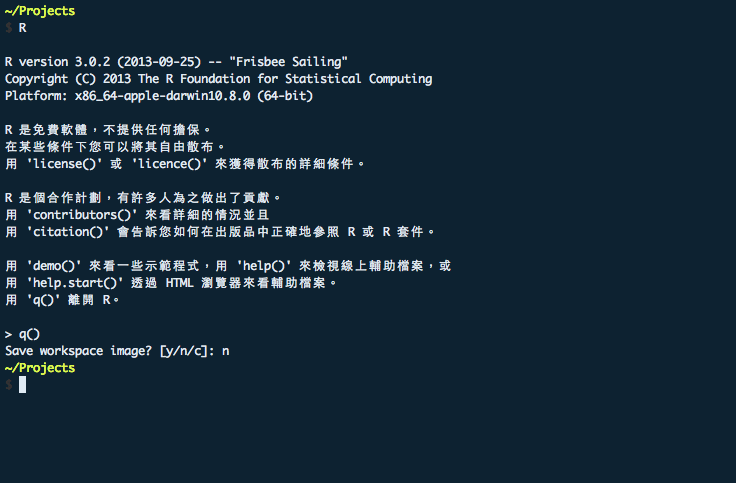 ~/Projects
$ R
R version 3.0.2 (2013-09-25) -- "Frisbee Sailing"
Copyright (C) 2013 The R Foundation for Statistical Computing
Platform: x86_64-apple-darwin10.8.0 (64-bit)
R 是免費軟體，不提供任何擔保。
在某些條件下您可以將其自由散布。
用 'license()' 或 'licence()' 來獲得散布的詳細條件。
R 是個合作計劃，有許多人為之做出了貢獻。
用 'contributors()' 來看詳細的情況並且
用 'citation()' 會告訴您如何在出版品中正確地參照 R 或 R 套件。
用 'demo()' 來看一些示範程式，用 'help()' 來檢視線上輔助檔案，或
用 'help.start()' 透過 HTML 瀏覽器來看輔助檔案。
用 'q()' 離開 R。
> q()
Save workspace image? [y/n/c]: n
~/Projects
$